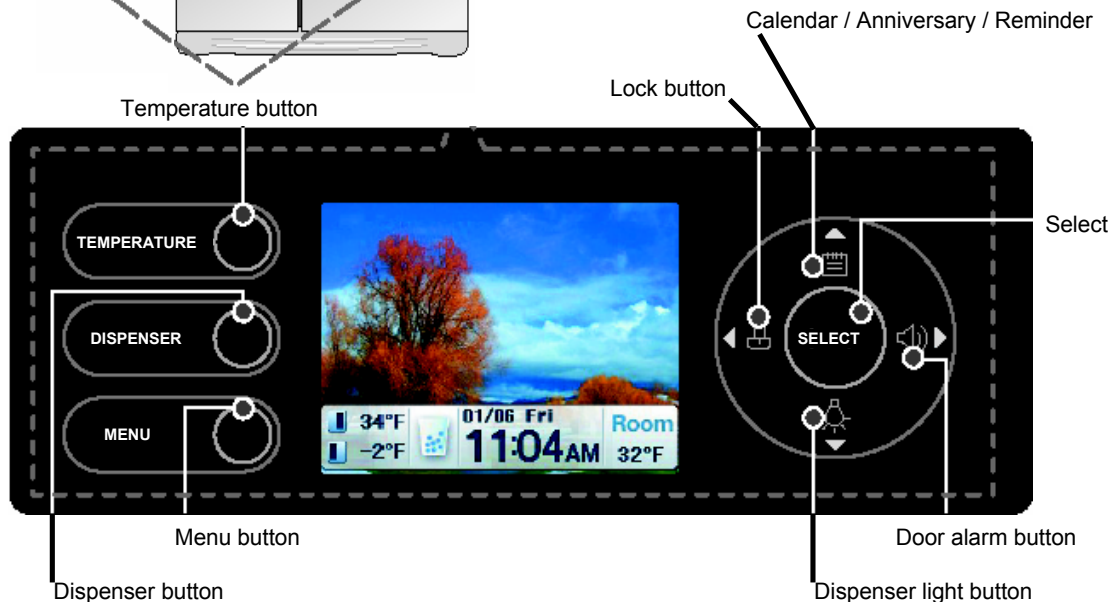 Calendar / Anniversary / Reminder
Lock button
Temperature button
Select
TEMPERATURE
DISPENSER
MENU
SELECT
34°F
-2°F
01/06 Fri
11:04AM
Room
32°F
Menu button
Door alarm button
Dispenser button
Dispenser light button